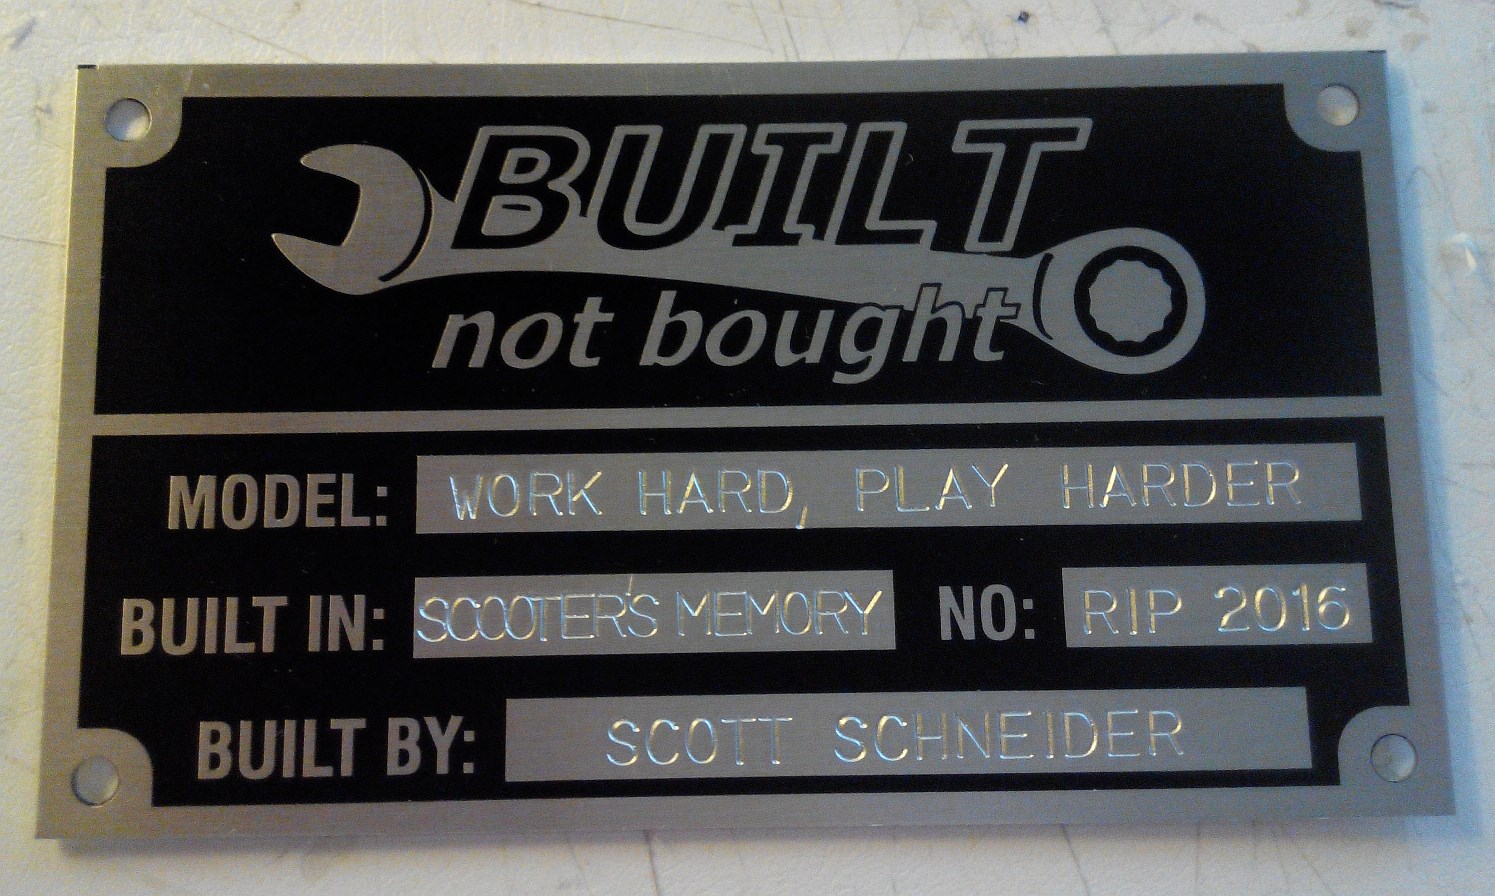 BUILT
not bought
MODEL: WORK HARD, PLAY HARDER
BUILT IN: SCOOTER'S MEMORY NO: RIP 2016
BUILT BY: SCOTT SCHNEIDER